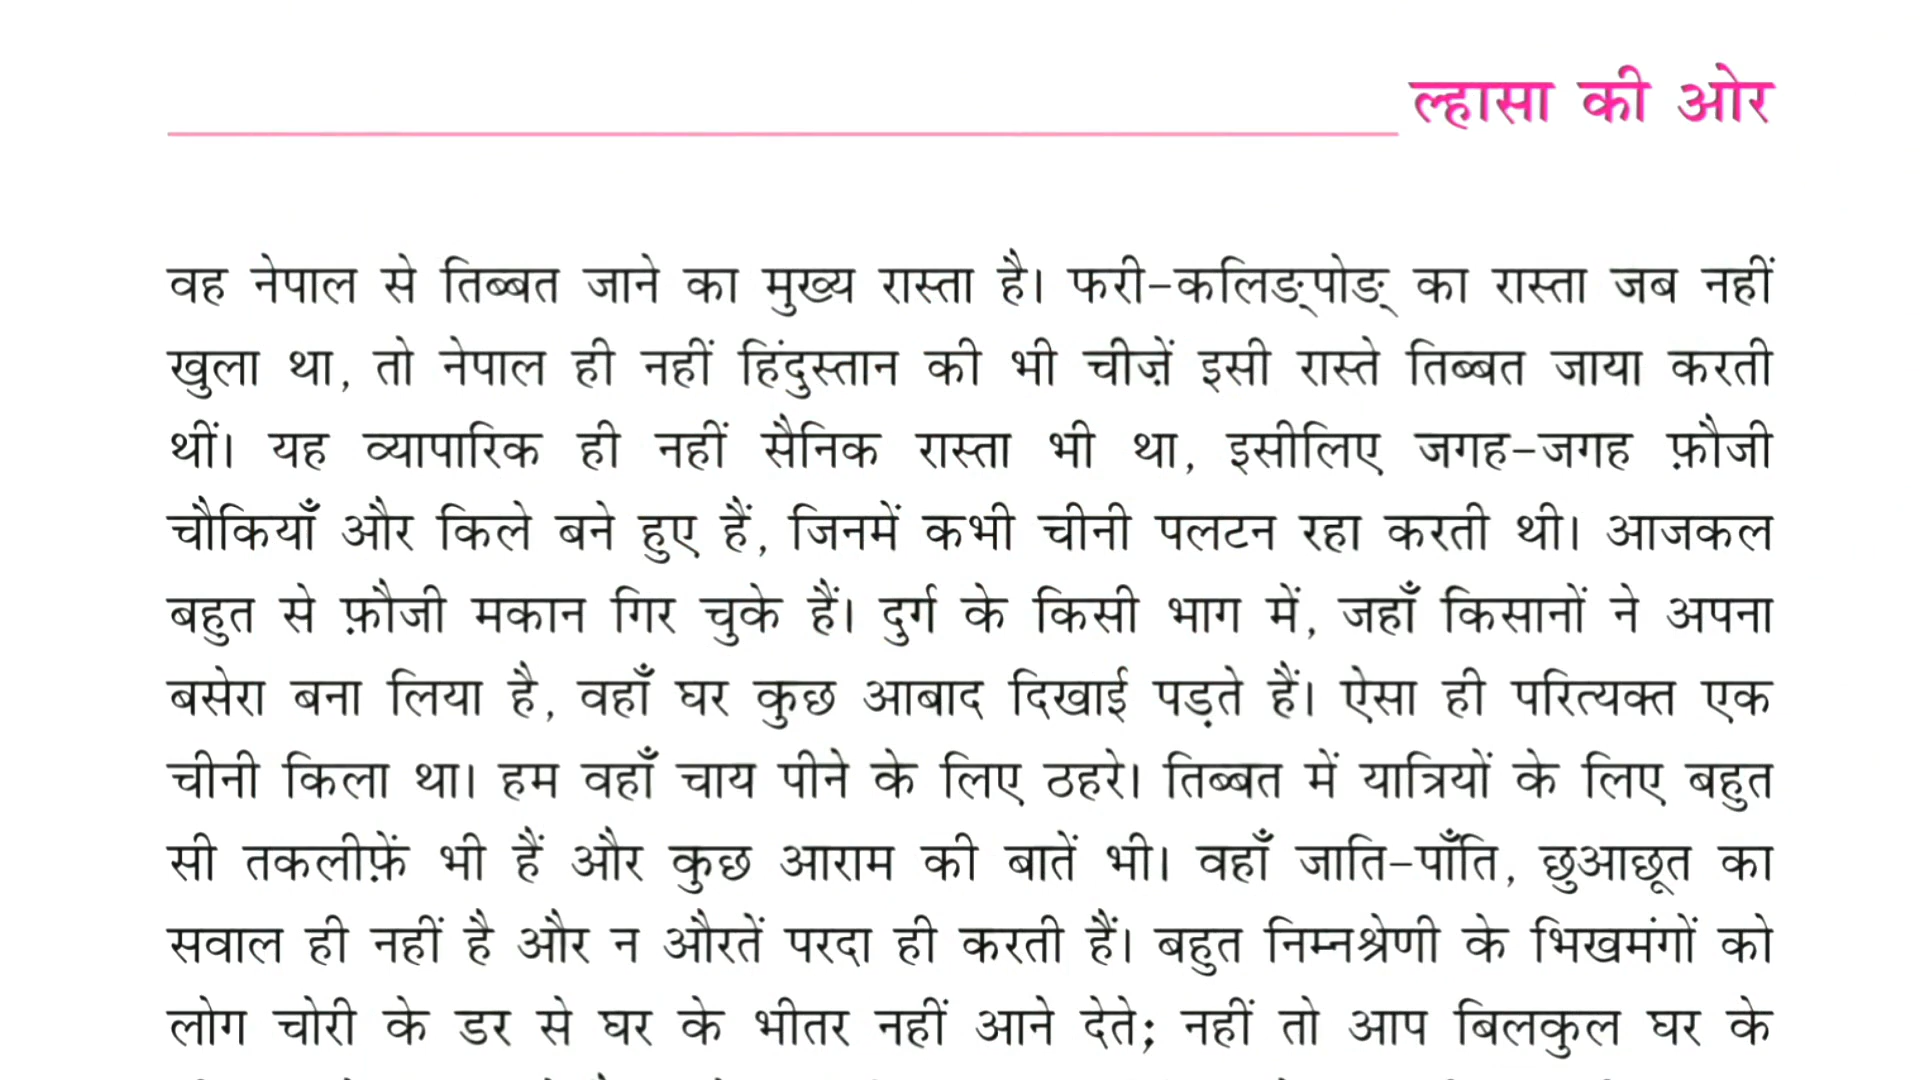 ल्हासा की ओर
वह नेपाल से तिब्बत जाने का मुख्य रास्ता है। फरी-कलिङ्पोङ् का रास्ता जब नहीं
खुला था, तो नेपाल ही नहीं हिंदुस्तान की भी चीज़ें इसी रास्ते तिब्बत जाया करती
थीं। यह व्यापारिक ही नहीं सैनिक रास्ता भी था, इसीलिए जगह-जगह फ़ौजी
चौकियाँ और किले बने हुए हैं, जिनमें कभी चीनी पलटन रहा करती थी। आजकल
बहुत से फ़ौजी मकान गिर चुके हैं। दुर्ग के किसी भाग में, जहाँ किसानों ने अपना
बसेरा बना लिया है, वहाँ घर कुछ आबाद दिखाई पड़ते हैं। ऐसा ही परित्यक्त एक
चीनी किला था। हम वहाँ चाय पीने के लिए ठहरे। तिब्बत में यात्रियों के लिए बहुत
सी तकलीफ़ें भी हैं और कुछ आराम की बातें भी। वहाँ जाति-पाँति, छुआछूत का
सवाल ही नहीं है और न औरतें परदा ही करती हैं। बहुत निम्नश्रेणी के भिखमंगों को
लोग चोरी के डर से घर के भीतर नहीं आने देते; नहीं तो आप बिलकुल घर के